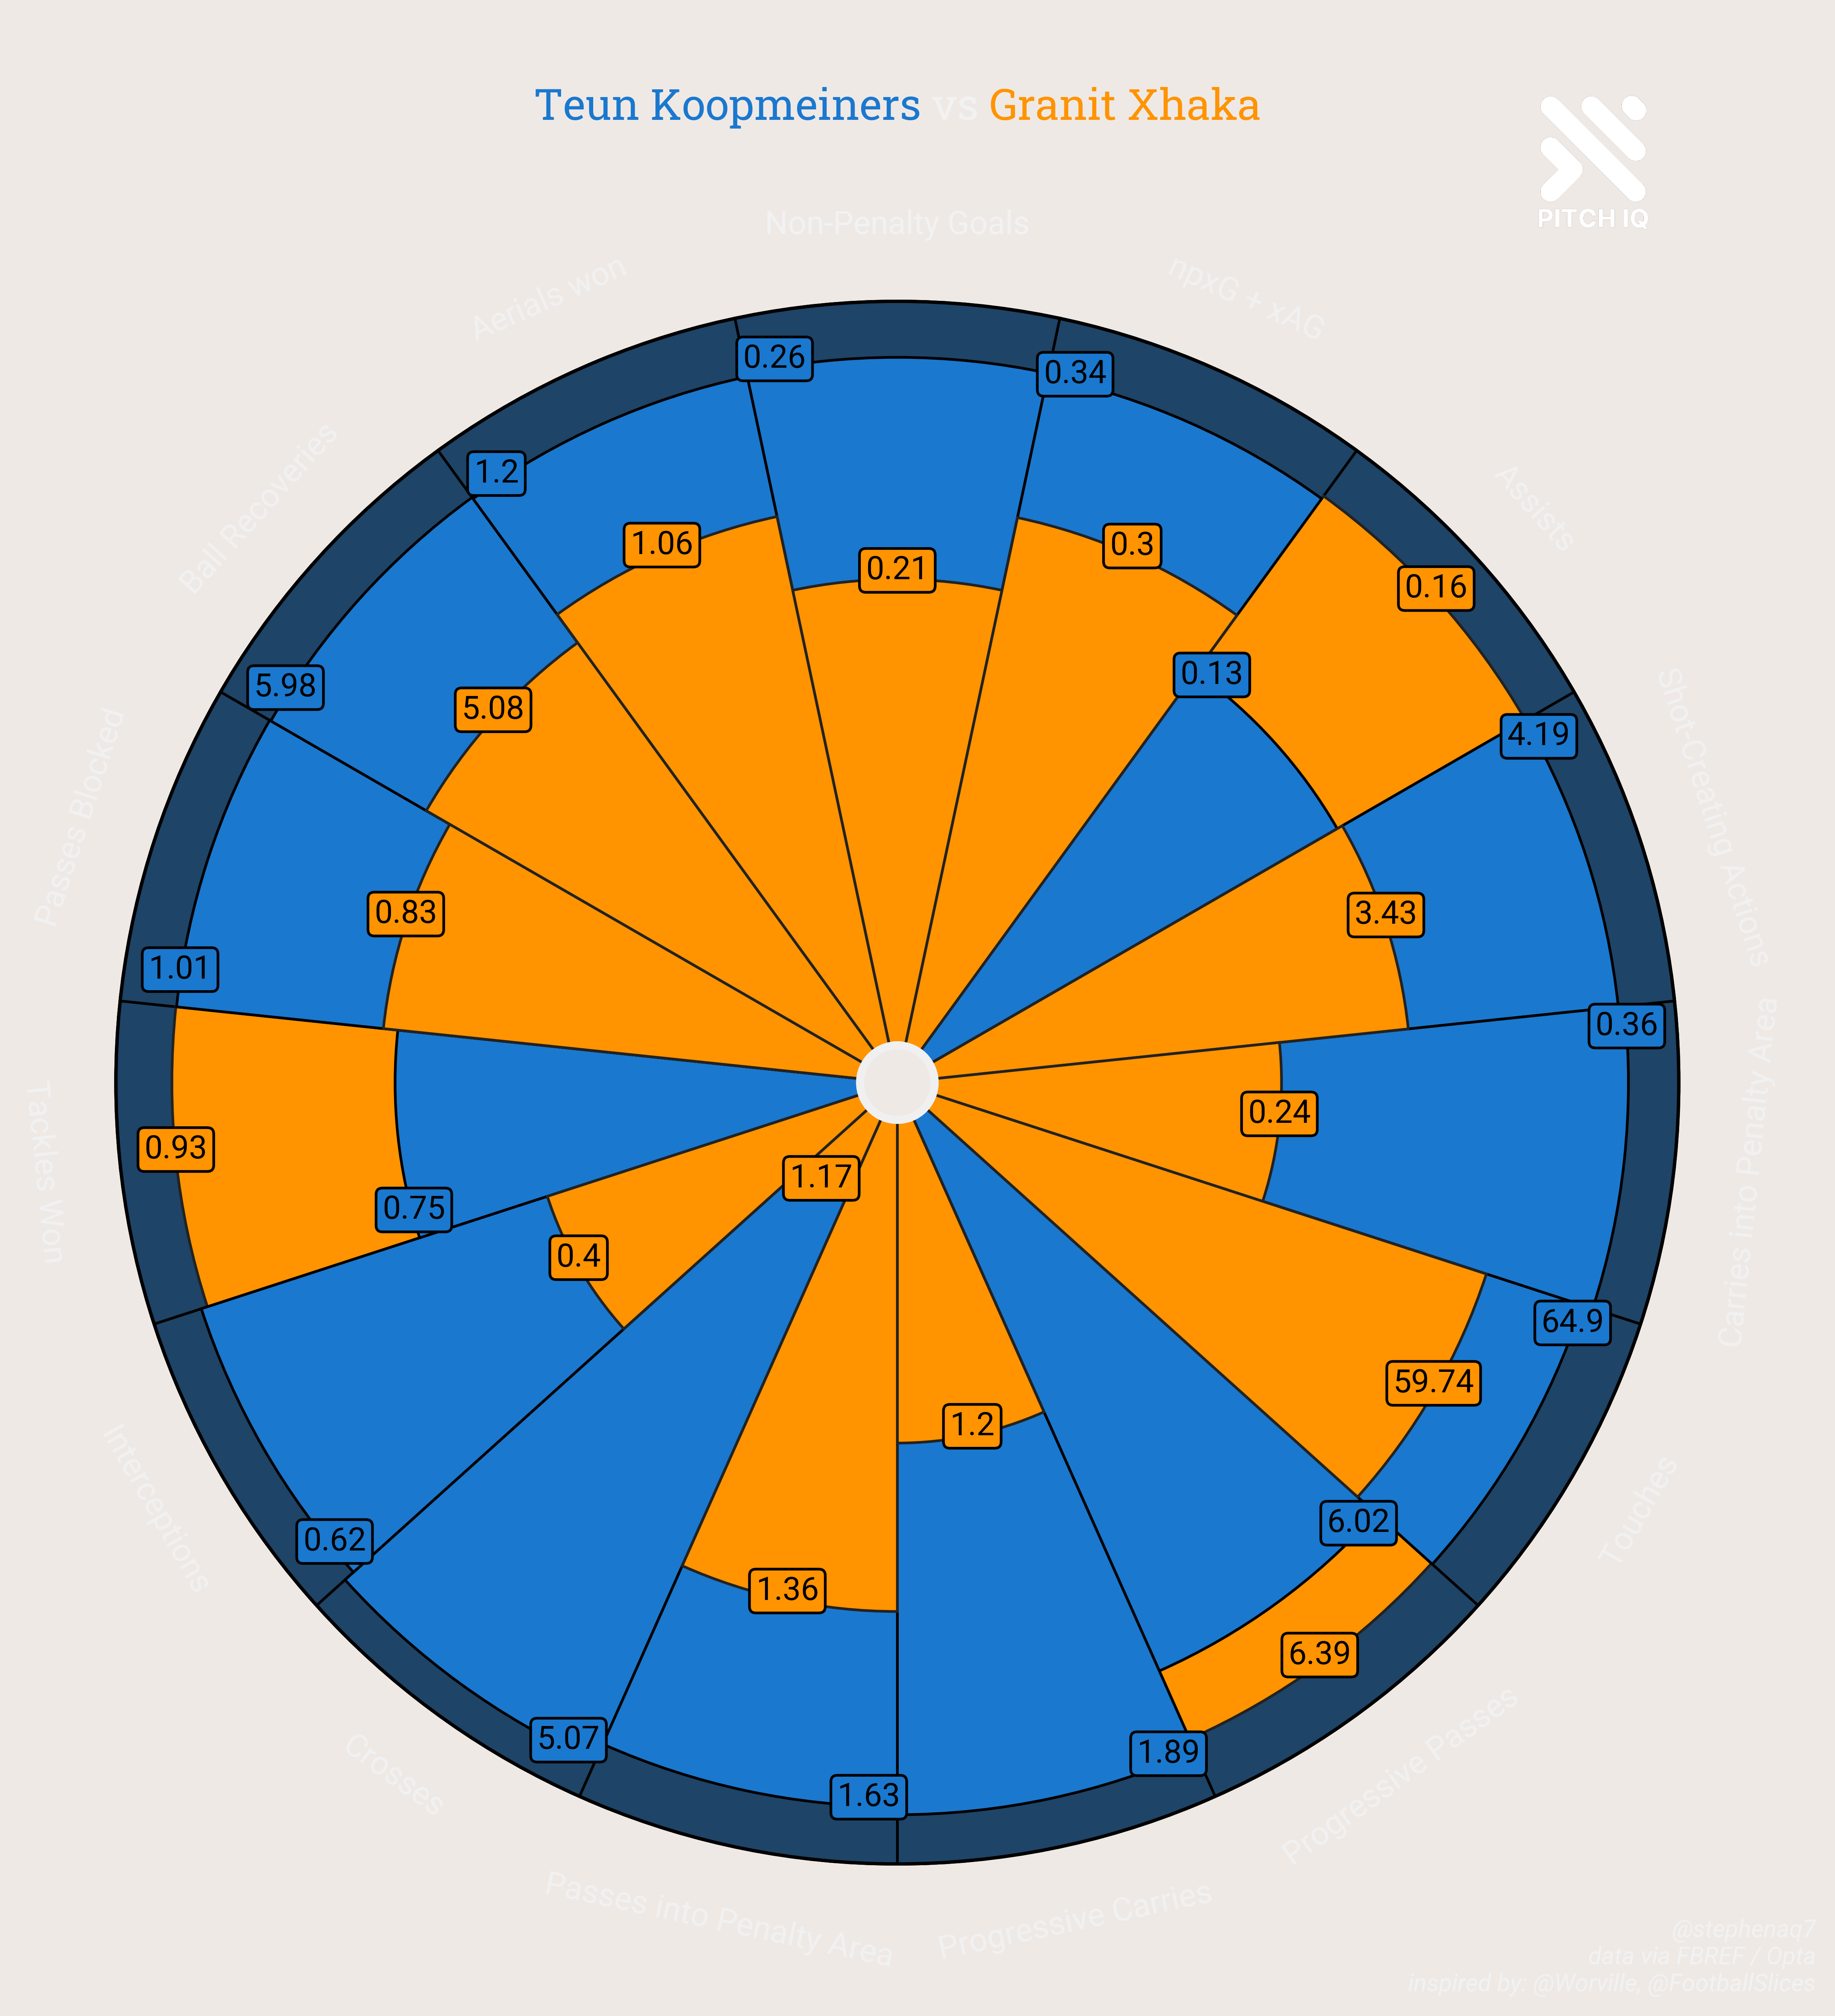 Teun Koopmeiners vs Granit Xhaka
PITCH IQ
Non-Penalty Goals
npxG + xAG
Assists
Shot-Creating Actions
Carries into Penalty Area
Touches
Progressive Passes
Progressive Carries
Passes into Penalty Area
Crosses
Interceptions
Tackles Won
Passes Blocked
Ball Recoveries
Aerials won
0.26
0.21
0.34
0.3
0.13
0.16
4.19
3.43
0.36
0.24
64.9
59.74
6.02
6.39
1.89
1.2
1.63
1.36
5.07
1.17
0.62
0.4
0.75
0.93
1.01
0.83
5.98
5.08
1.2
1.06
@stephenaq7
data via FBREF / Opta
inspired by: @Worville, @FootballSlices